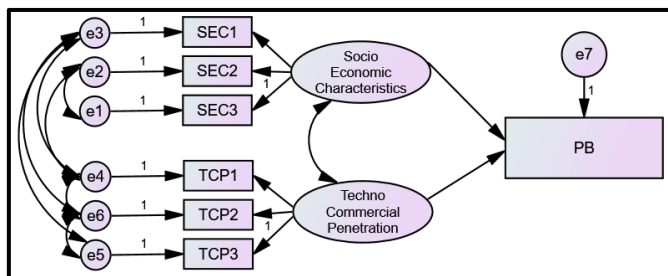 e3 1 SEC1
e2 1 SEC2
e1 1 SEC3
1
Socio
Economic
Characteristics
e4 1 TCP1
e6 1 TCP2
e5 1 TCP3
1
Techno
Commercial
Penetration
e7
1
PB